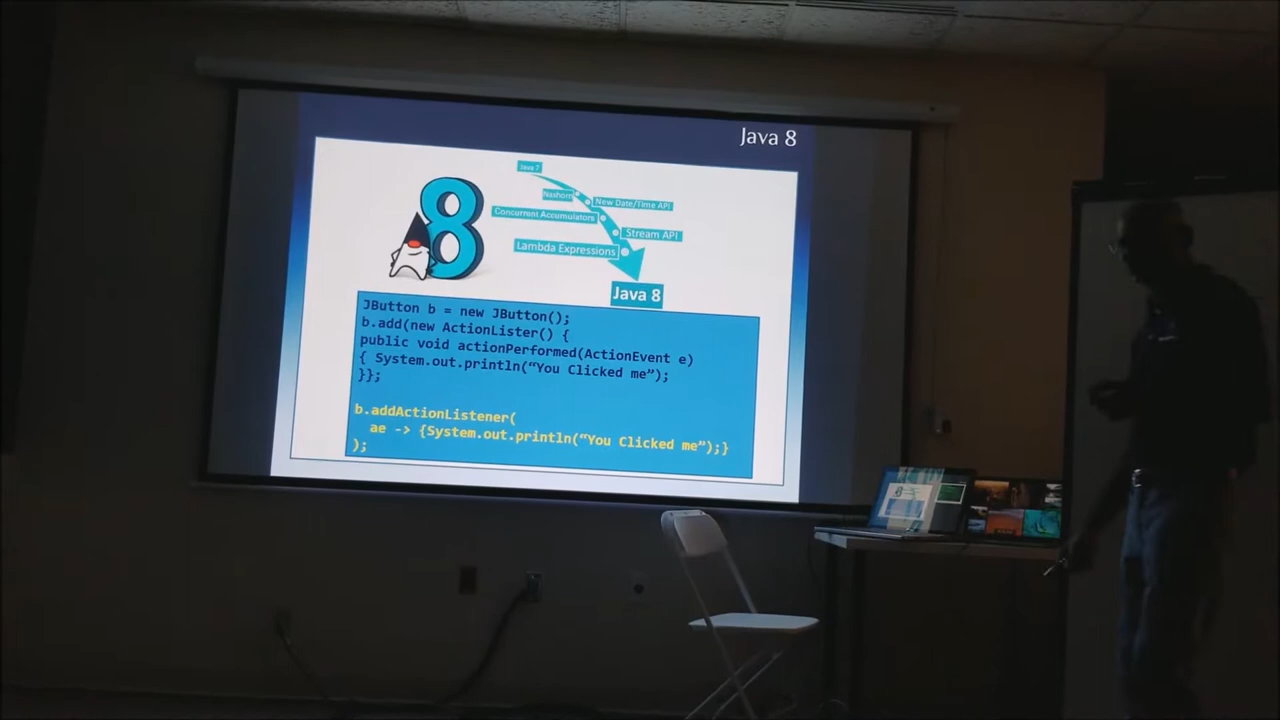 Java 8
Java 7
Nashorn
New Date/Time API
Concurrent Accumulators
Stream API
Lambda Expressions
Java 8
8
JButton b = new JButton();
b.add(new ActionLister() {
public void actionPerformed(ActionEvent e)
{ System.out.println(“You Clicked me”);
}};
b.addActionListener(
ae -> {System.out.println(“You Clicked me”);}
);